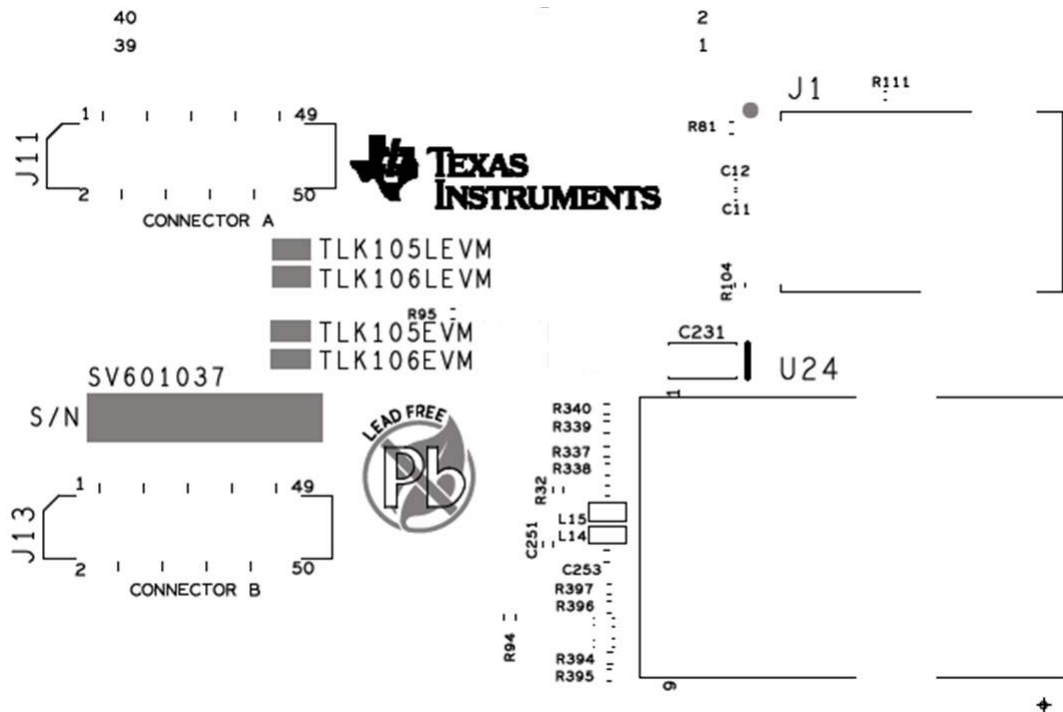 40
2
39
1
J1
R111
1
49
J11
R81
TEXAS
INSTRUMENTS
C12
2
50
CONNECTOR A
C11
TLK105LEVM
TLK106LEVM
R104
R95
TLK105EVM
C231
TLK106EVM
U24
SV601037
S/N
1
LEAD FREE
Pb
R340
R339
R337
R338
1
49
R32
J13
L15
L14
C251
2
50
C253
CONNECTOR B
R397
R396
R94
R394
R395
9